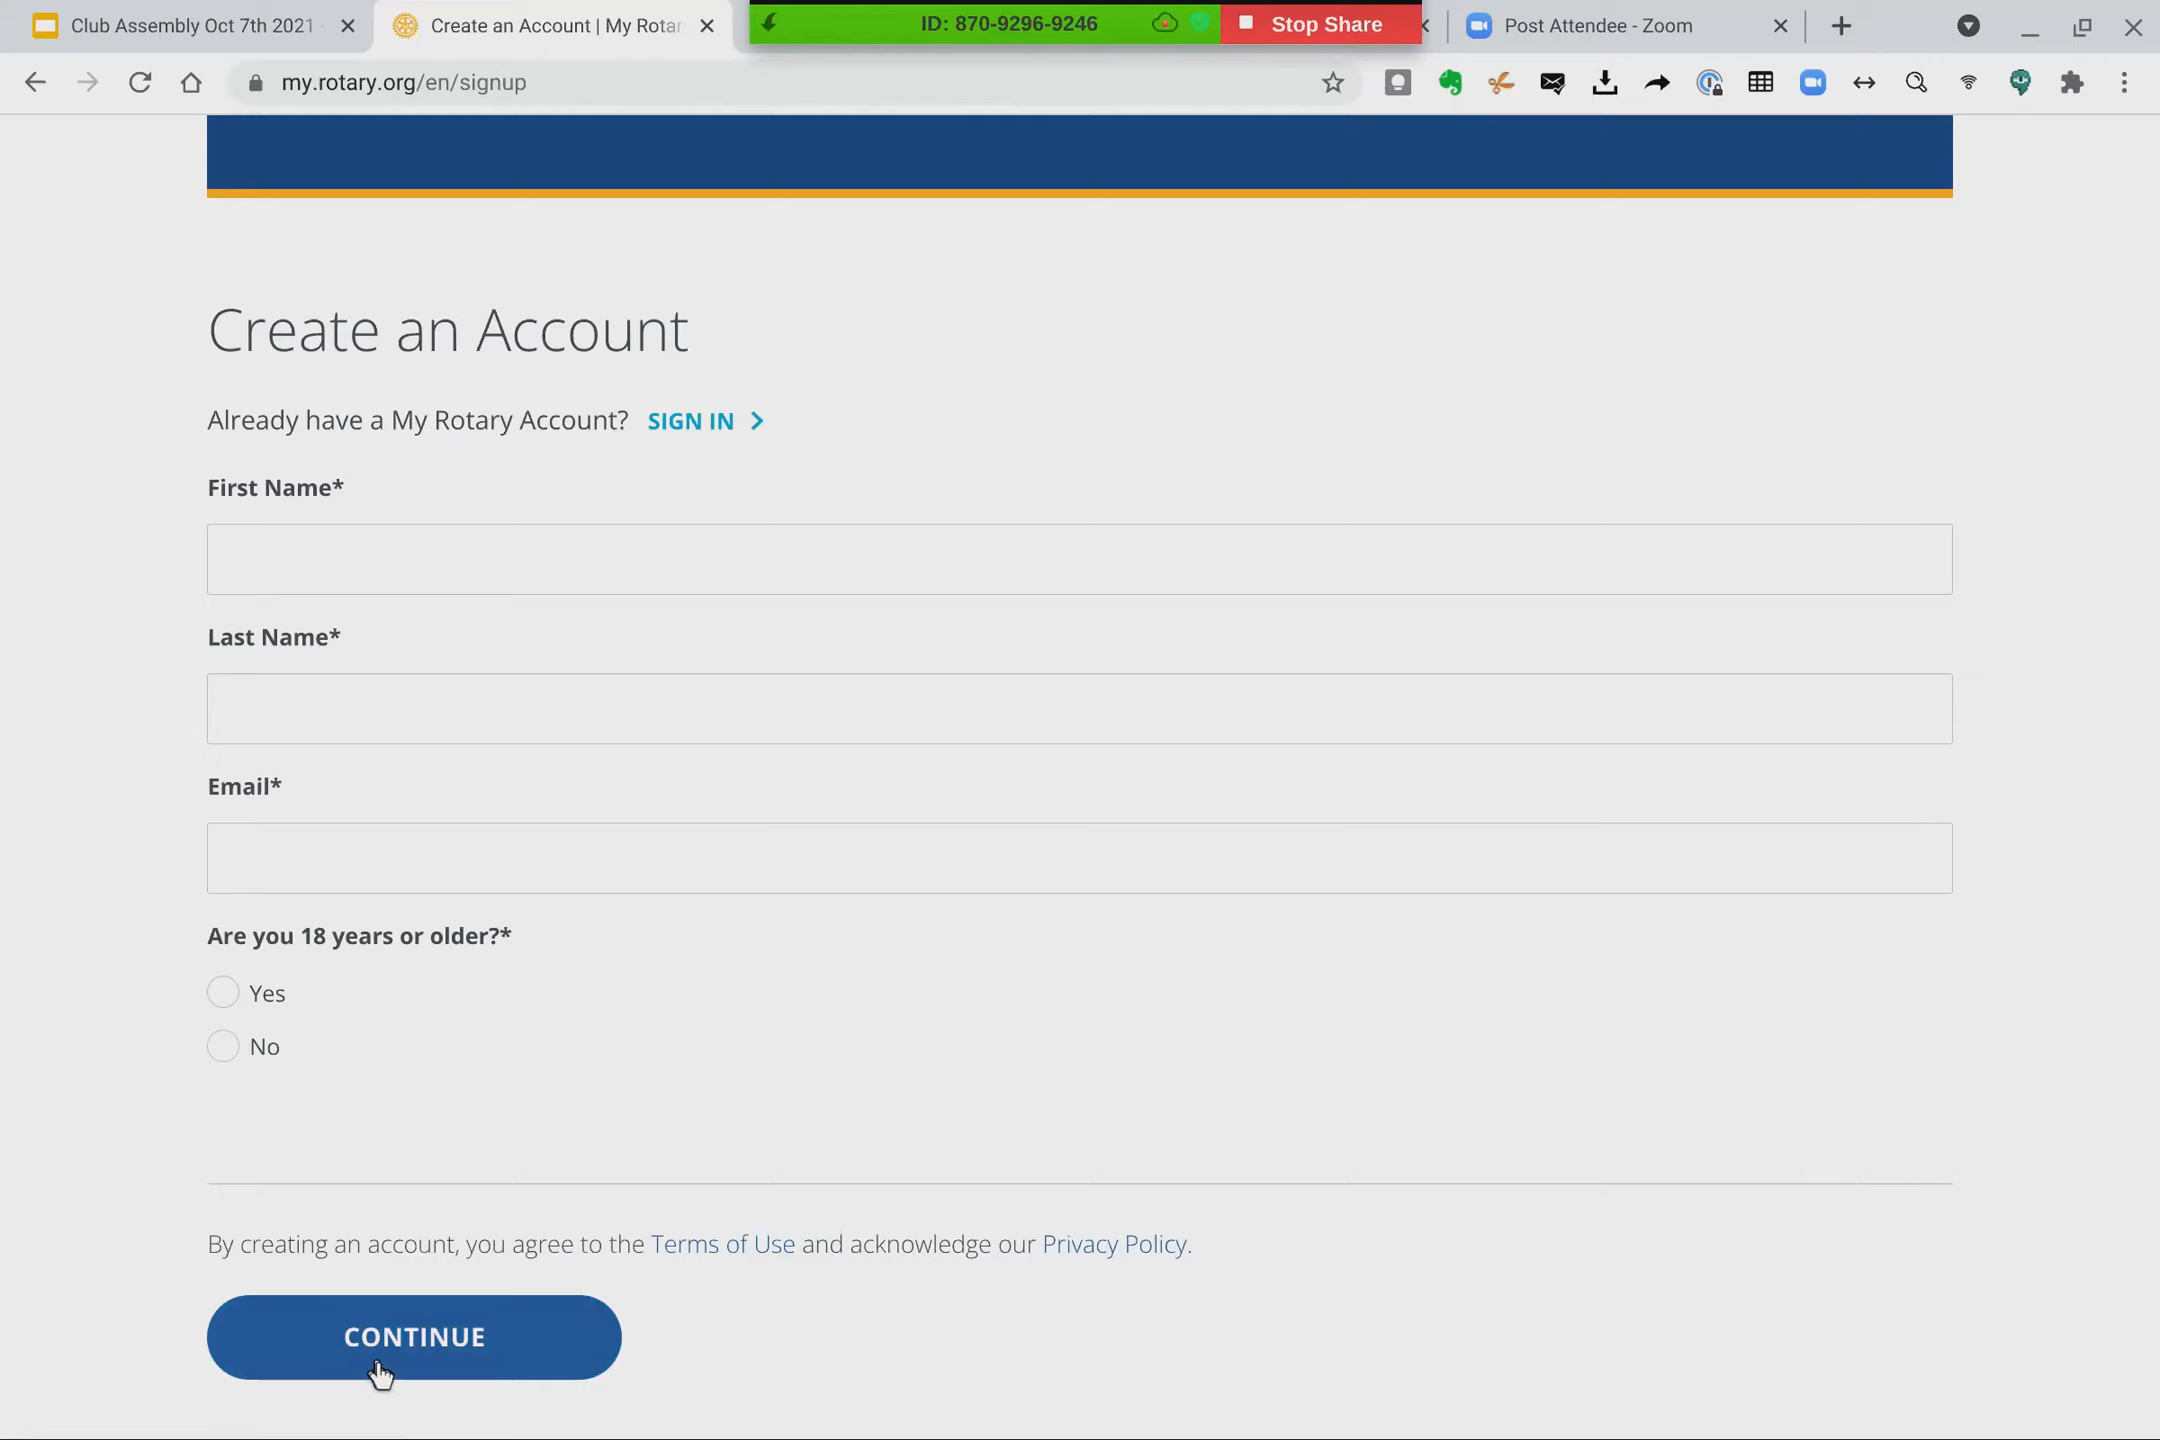 Club Assembly Oct 7th 2021
Create an Account | My Rotar
ID: 870-9296-9246
Stop Share
Post Attendee - Zoom
my.rotary.org/en/signup
Create an Account
Already have a My Rotary Account? SIGN IN
First Name*
Last Name*
Email*
Are you 18 years or older?*
Yes
No
By creating an account, you agree to the Terms of Use and acknowledge our Privacy Policy.
CONTINUE